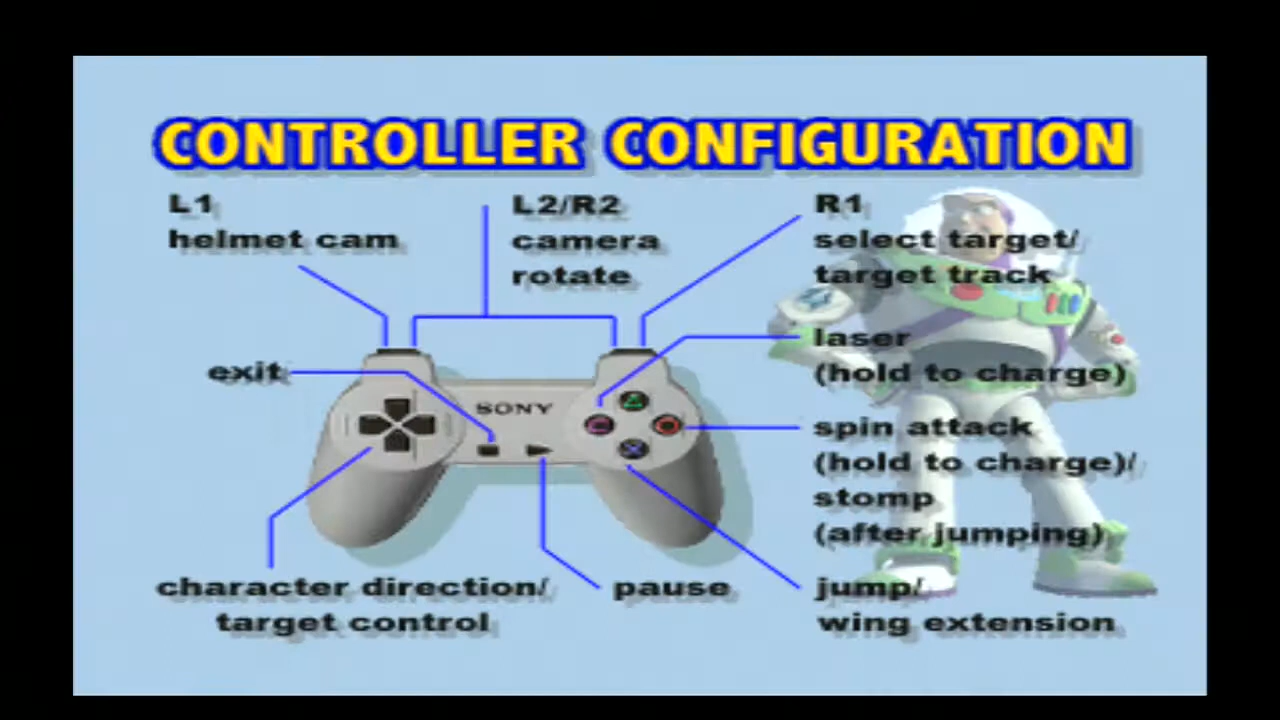 CONTROLLER CONFIGURATION
L1
helmet cam
L2/R2
camera
rotate
R1
select target/
target track
laser
(hold to charge)
exit
SONY
spin attack
(hold to charge)/
stomp
(after jumping)
character direction/
target control
pause
jump/
wing extension